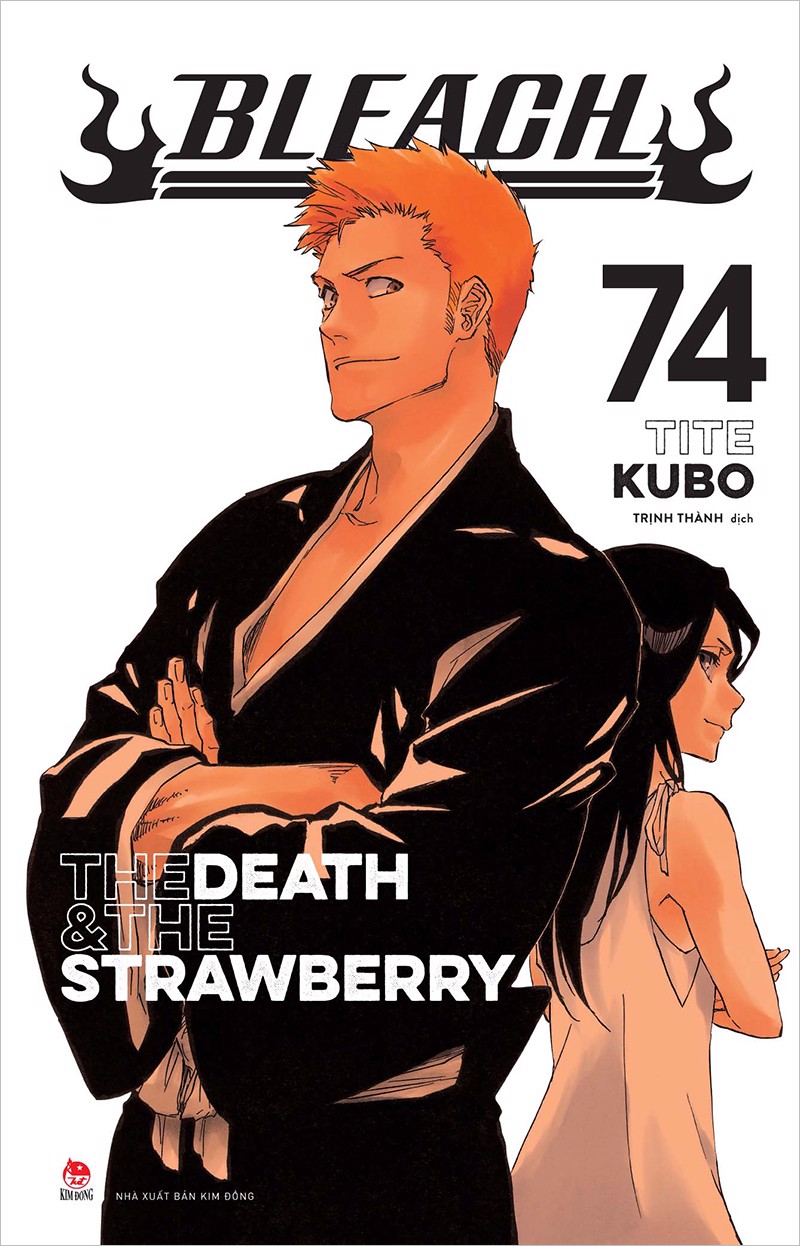 BLEACH
74
TITE
KUBO
TRỊNH THÀNH dịch
THE DEATH
& THE
STRAWBERRY
KIM ĐỒNG
NHÀ XUẤT BẢN KIM ĐỒNG